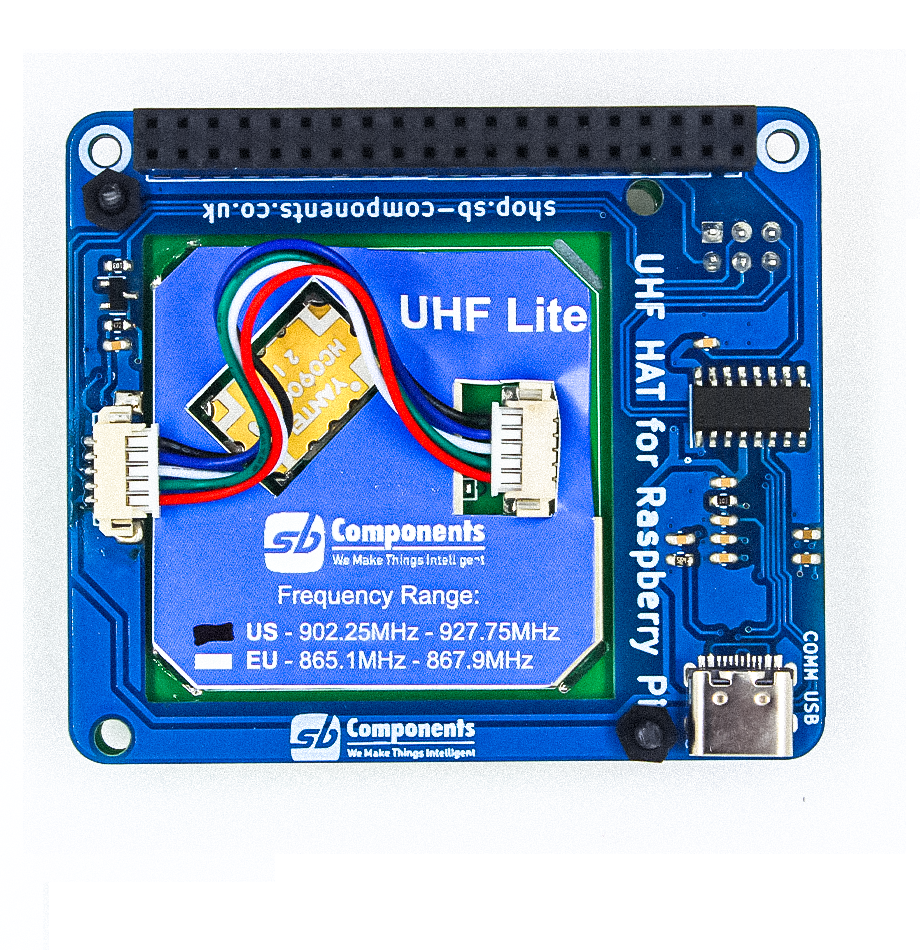 shop.sb-components.co.uk
UHF Lite
UHF HAT for Raspberry Pi
sb Components
We Make Things Intelligent
Frequency Range:
US - 902.25MHz - 927.75MHz
EU - 865.1MHz - 867.9MHz
COMM USB
sb Components
We Make Things Intelligent